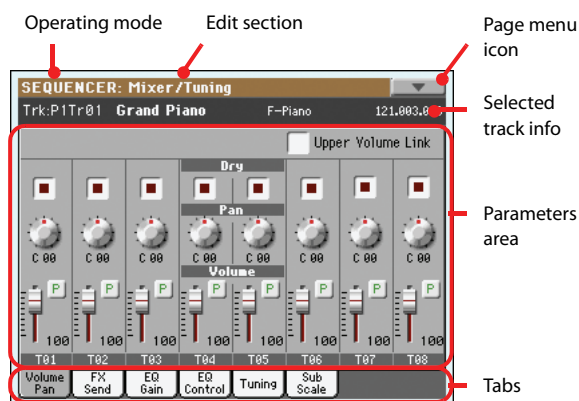 Operating mode
Edit section
Page menu
icon
SEQUENCER: Mixer/Tuning
Trk:P1Tr01 Grand Piano F-Piano 121.003.0
Selected
track info
Upper Volume Link
Dry
Pan
C 00 C 00 C 00 C 00 C 00 C 00 C 00 C 00
Parameters
area
Volume
P P P P P P P P
100 100 100 100 100 100 100 100
T01 T02 T03 T04 T05 T06 T07 T08
Volume
Pan
FX
Send
EQ
Gain
EQ
Control
Tuning
Sub
Scale
Tabs